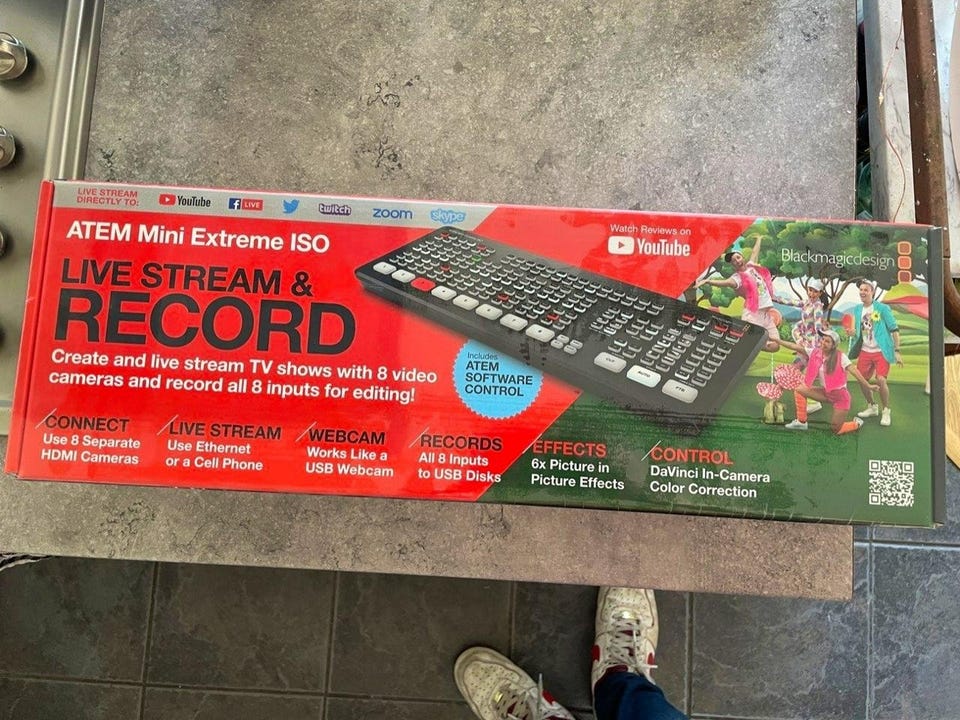 LIVE STREAM
DIRECTLY TO:
YouTube
LIVE
twitch
zoom
skype
ATEM Mini Extreme ISO
LIVE STREAM &
RECORD
Create and live stream TV shows with 8 video
cameras and record all 8 inputs for editing!
Includes
ATEM
SOFTWARE
CONTROL
Watch Reviews on
YouTube
Blackmagicdesign
CONNECT
Use 8 Separate
HDMI Cameras
LIVE STREAM
Use Ethernet
or a Cell Phone
WEBCAM
Works Like a
USB Webcam
RECORDS
All 8 Inputs
to USB Disks
EFFECTS
6x Picture in
Picture Effects
CONTROL
DaVinci In-Camera
Color Correction
CUT
AUTO
FTB